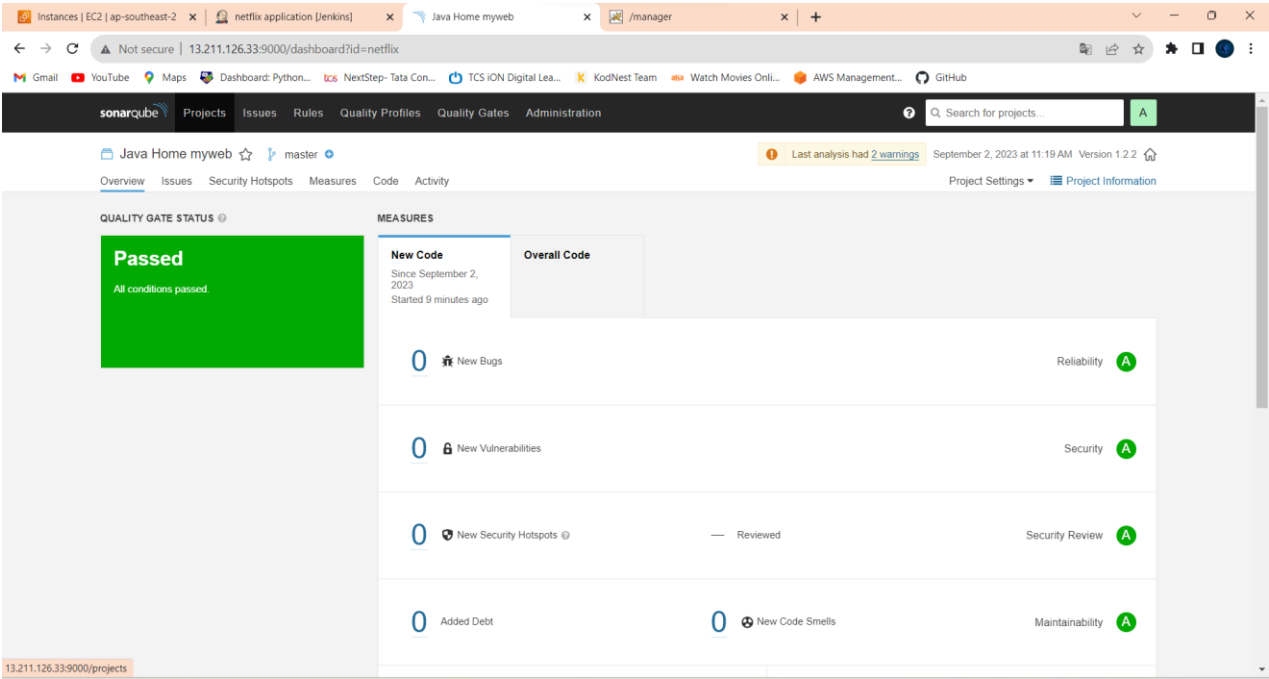 Instances | EC2 | ap-southeast-2
netflix application [Jenkins]
Java Home myweb
/manager
Not secure | 13.211.126.33:9000/dashboard?id=netflix
Gmail YouTube Maps Dashboard: Python... tcs NextStep- Tata Con... TCS iON Digital Lea... K KodNest Team Watch Movies Onli... AWS Management... GitHub
sonarqube Projects Issues Rules Quality Profiles Quality Gates Administration ? Search for projects... A
Java Home myweb master Last analysis had 2 warnings September 2, 2023 at 11:19 AM Version 1.2.2
Overview Issues Security Hotspots Measures Code Activity Project Settings Project Information
QUALITY GATE STATUS
Passed
All conditions passed.
MEASURES
New Code
Since September 2,
2023
Started 9 minutes ago
Overall Code
0 New Bugs Reliability A
0 New Vulnerabilities Security A
0 New Security Hotspots — Reviewed Security Review A
0 Added Debt 0 New Code Smells Maintainability A
13.211.126.33:9000/projects